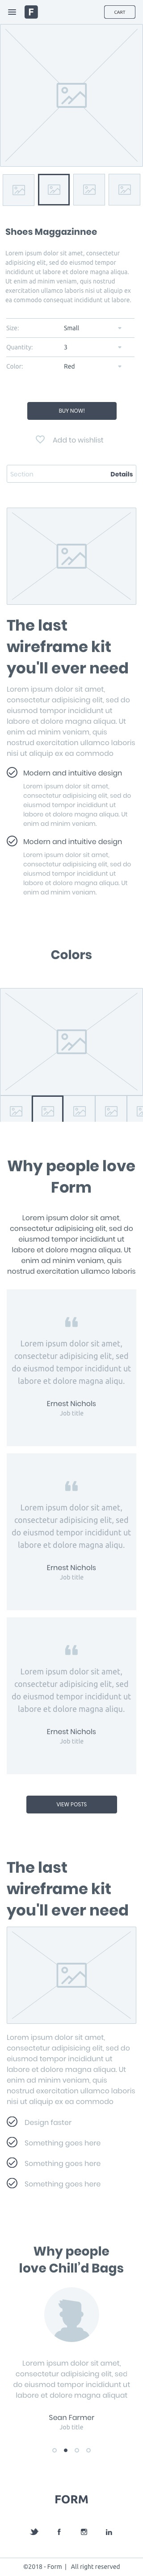 F
CART
Shoes Maggazinnee
Lorem ipsum dolor sit amet, consectetur
adipisicing elit, sed do eiusmod tempor
incididunt ut labore et dolore magna aliqua.
Ut enim ad minim veniam, quis nostrud
exercitation ullamco laboris nisi ut aliquip ex
ea commodo consequat incididunt ut labore.
Size: Small
Quantity: 3
Color: Red
BUY NOW!
Add to wishlist
Section Details
The last
wireframe kit
you'll ever need
Lorem ipsum dolor sit amet,
consectetur adipisicing elit, sed do
eiusmod tempor incididunt ut
labore et dolore magna aliqua. Ut
enim ad minim veniam, quis
nostrud exercitation ullamco laboris
nisi ut aliquip ex ea commodo
Modern and intuitive design
Lorem ipsum dolor sit amet,
consectetur adipisicing elit, sed do
eiusmod tempor incididunt ut
labore et dolore magna aliqua. Ut
enim ad minim veniam.
Modern and intuitive design
Lorem ipsum dolor sit amet,
consectetur adipisicing elit, sed do
eiusmod tempor incididunt ut
labore et dolore magna aliqua. Ut
enim ad minim veniam.
Colors
Why people love
Form
Lorem ipsum dolor sit amet,
consectetur adipisicing elit, sed do
eiusmod tempor incididunt ut
labore et dolore magna aliqua. Ut
enim ad minim veniam, quis
nostrud exercitation ullamco laboris
“
Lorem ipsum dolor sit amet,
consectetur adipisicing elit, sed
do eiusmod tempor incididunt ut
labore et dolore magna aliqu.
Ernest Nichols
Job title
“
Lorem ipsum dolor sit amet,
consectetur adipisicing elit, sed
do eiusmod tempor incididunt ut
labore et dolore magna aliqu.
Ernest Nichols
Job title
“
Lorem ipsum dolor sit amet,
consectetur adipisicing elit, sed
do eiusmod tempor incididunt ut
labore et dolore magna aliqu.
Ernest Nichols
Job title
VIEW POSTS
The last
wireframe kit
you'll ever need
Lorem ipsum dolor sit amet,
consectetur adipisicing elit, sed do
eiusmod tempor incididunt ut
labore et dolore magna aliqua. Ut
enim ad minim veniam, quis
nostrud exercitation ullamco laboris
nisi ut aliquip ex ea commodo
Design faster
Something goes here
Something goes here
Something goes here
Why people
love Chill’d Bags
Lorem ipsum dolor sit amet,
consectetur adipisicing elit, sed
do eiusmod tempor incididunt ut
labore et dolore magna aliquat
Sean Farmer
Job title
FORM
©2018 - Form | All right reserved